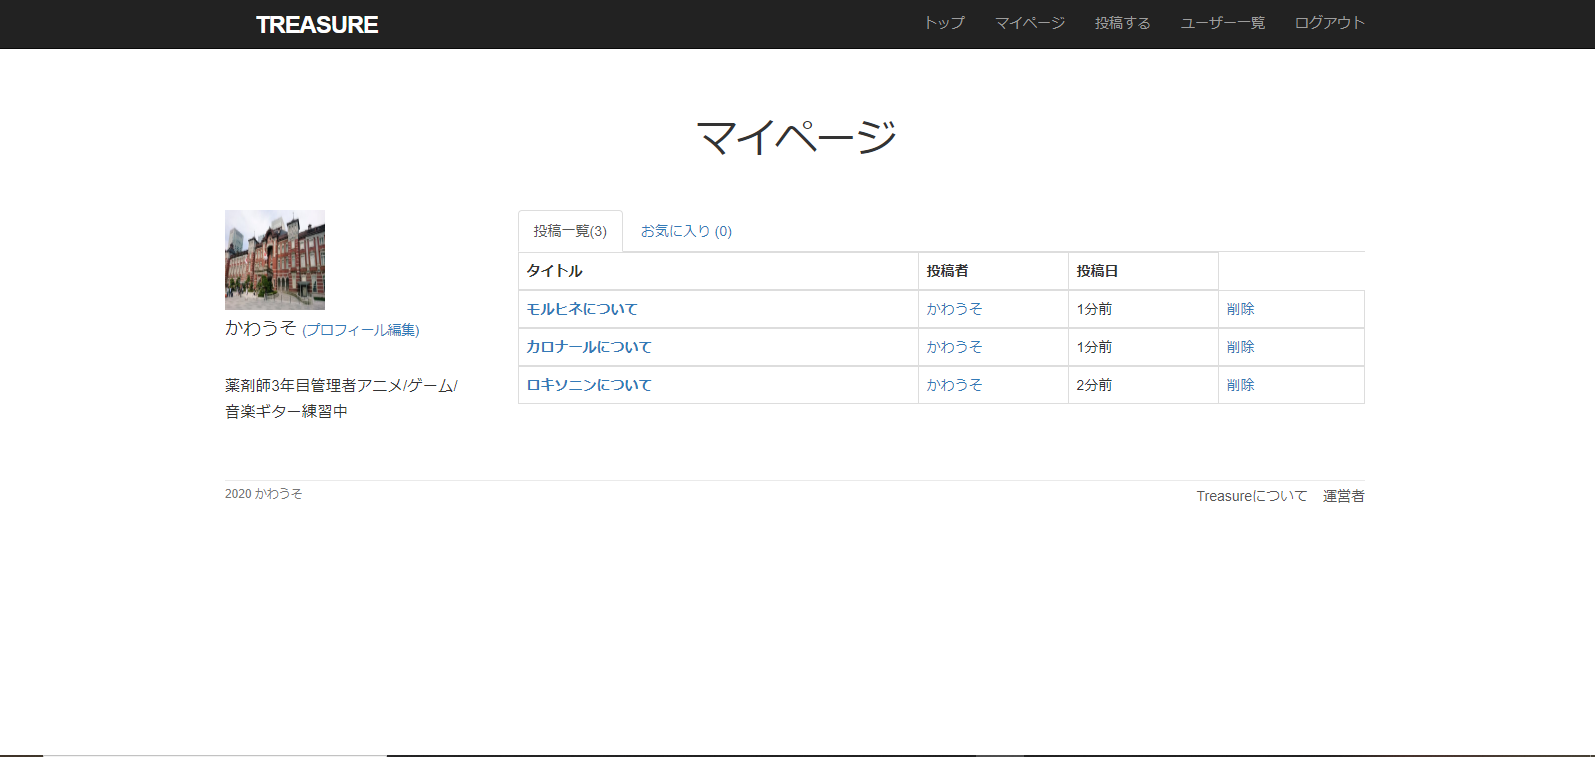 TREASURE
トップ マイページ 投稿する ユーザー一覧 ログアウト
マイページ
かわうそ (プロフィール編集)
薬剤師3年目管理者アニメ/ゲーム/
音楽ギター練習中
投稿一覧(3) お気に入り (0)
タイトル 投稿者 投稿日
モルヒネについて かわうそ 1分前 削除
カロナールについて かわうそ 1分前 削除
ロキソニンについて かわうそ 2分前 削除
2020 かわうそ
Treasureについて 運営者